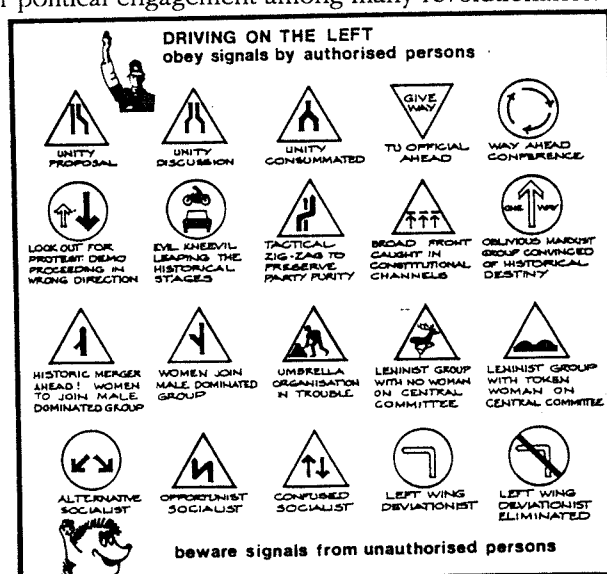 political engagement among many
DRIVING ON THE LEFT
obey signals by authorised persons
UNITY
PROPOSAL
UNITY
DISCUSSION
UNITY
CONSUMMATED
GIVE
WAY
TO OFFICIAL
AHEAD
WAY AHEAD
CONFERENCE
LOOK OUT FOR
PROTEST DEMO
PROCEEDING IN
WRONG DIRECTION
EVIL KNEEVIL
LEAPING THE
HISTORICAL
STAGES
TACTICAL
ZIG-ZAG TO
PRESERVE
PARTY PURITY
BROAD FRONT
CAUGHT IN
CONSTITUTIONAL
CHANNELS
ONE WAY
OBLIVIOUS MARXIST
GROUP CONVINCED
OF HISTORICAL
DESTINY
HISTORIC MERGER
AHEAD! WOMEN
TO JOIN MALE
DOMINATED GROUP
WOMEN JOIN
MALE DOMINATED
GROUP
UMBRELLA
ORGANISATION
IN TROUBLE
LENINIST GROUP
WITH NO WOMAN
ON CENTRAL
COMMITTEE
LENINIST GROUP
WITH TOKEN
WOMAN ON
CENTRAL COMMITTEE
ALTERNATIVE
SOCIALIST
OPPORTUNIST
SOCIALIST
CONFUSED
SOCIALIST
LEFT WING
DEVIATIONIST
LEFT WING
DEVIATIONIST
ELIMINATED
beware signals from unauthorised persons